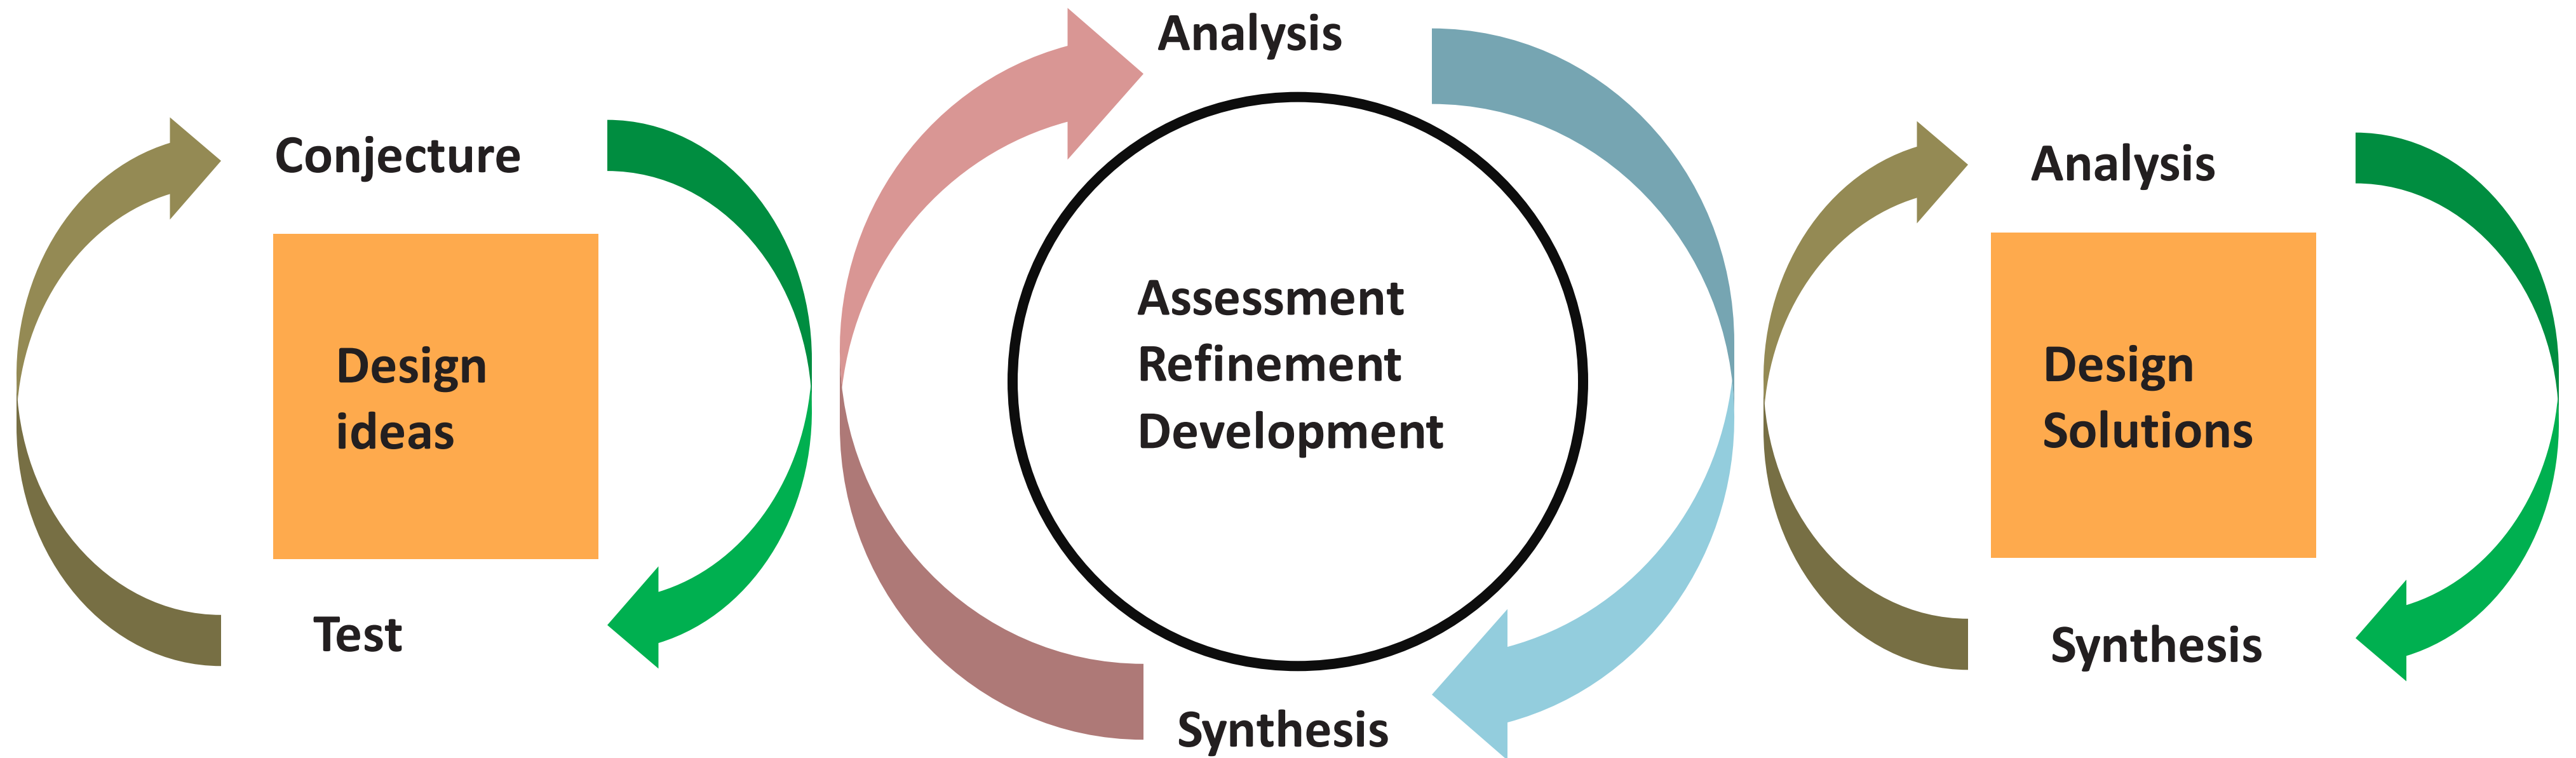 Conjecture
Design
ideas
Test
Analysis
Assessment
Refinement
Development
Synthesis
Analysis
Design
Solutions
Synthesis